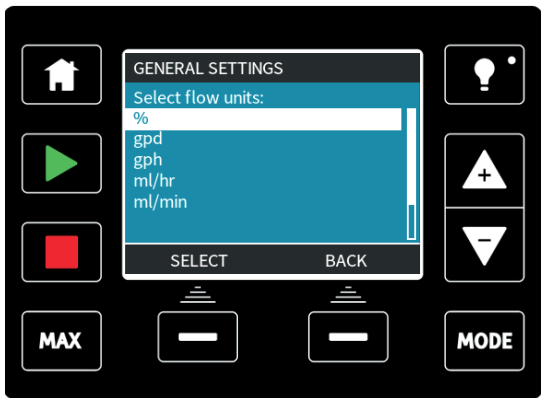 GENERAL SETTINGS
Select flow units:
%
gpd
gph
ml/hr
ml/min
SELECT BACK
MAX
MODE